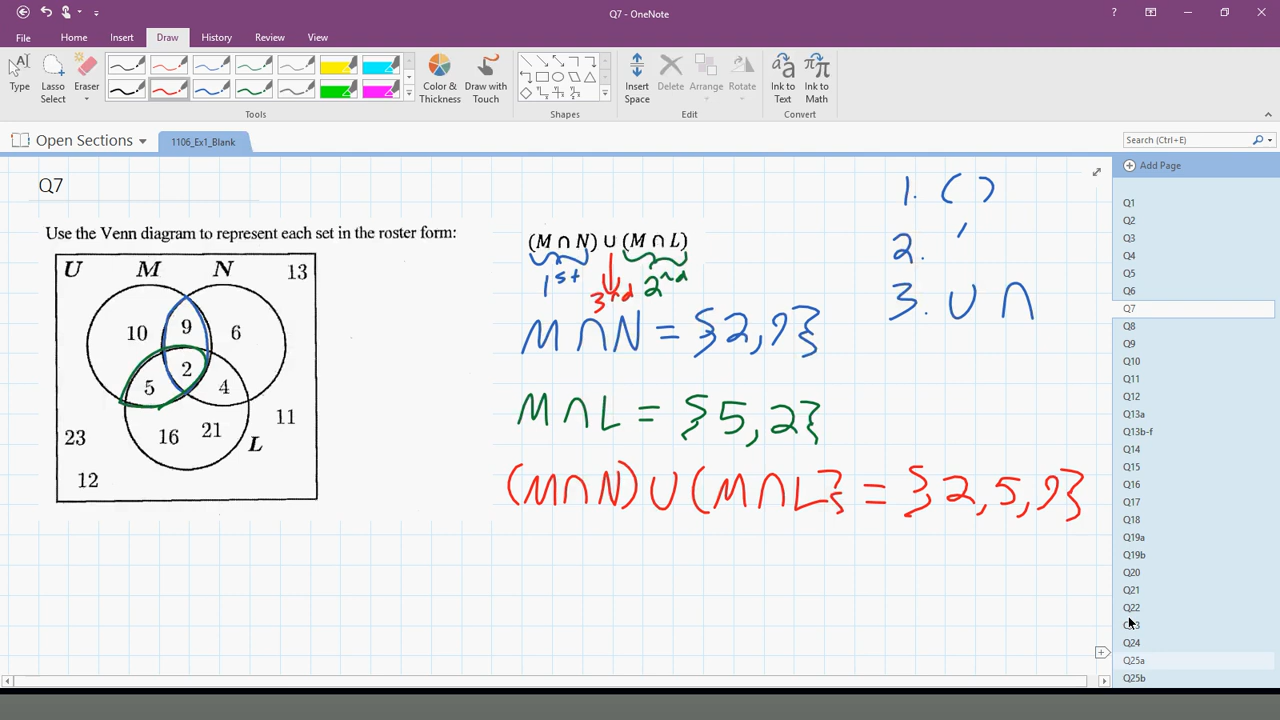 Q7 - OneNote
?
File
Home
Insert
Draw
History
Review
View
Type
Lasso Select
Eraser
Color & Thickness
Draw with Touch
Insert Space
Delete
Arrange
Rotate
Ink to Text
Ink to Math
Tools
Shapes
Edit
Convert
Open Sections
1106_Ex1_Blank
Search (Ctrl+E)
Add Page
Q7
Use the Venn diagram to represent each set in the roster form:
U M N 13
10 9 6
2
5 4
11
23 16 21 L
12
(M ∩ N) ∪ (M ∩ L)
1st 3rd 2nd
M ∩ N = {2, 9}
M ∩ L = {5, 2}
(M ∩ N) ∪ (M ∩ L} = {2, 5, 9}
1. ( )
2. ′
3. ∪ ∩
Q1
Q2
Q3
Q4
Q5
Q6
Q7
Q8
Q9
Q10
Q11
Q12
Q13a
Q13b-f
Q14
Q15
Q16
Q17
Q18
Q19a
Q19b
Q20
Q21
Q22
Q23
Q24
Q25a
Q25b